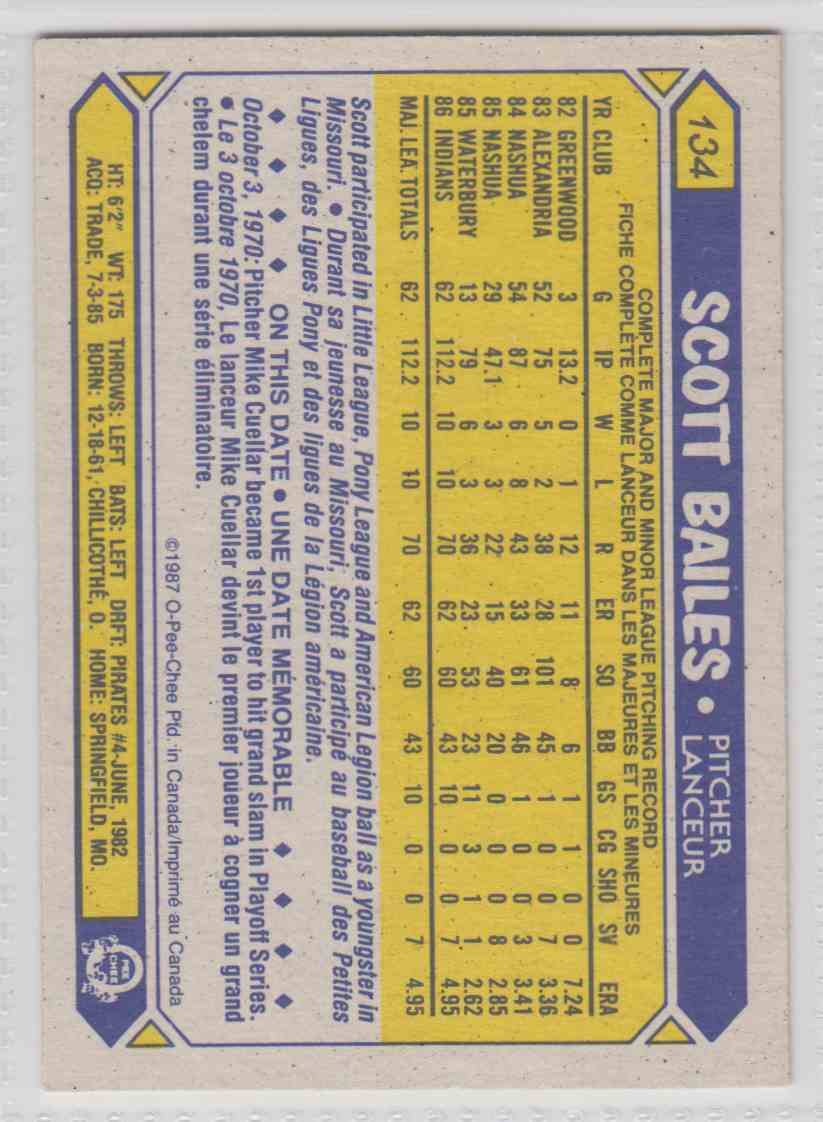 134
SCOTT BAILES • PITCHER
LANCEUR
COMPLETE MAJOR AND MINOR LEAGUE PITCHING RECORD
FICHE COMPLÈTE COMME LANCEUR DANS LES MAJEURES ET LES MINEURES
YR CLUB G IP W L R ER SO BB GS CG SHO SV ERA
82 GREENWOOD 3 13.2 0 1 12 11 8 6 1 1 0 0 7.24
83 ALEXANDRIA 52 75 5 2 38 28 101 45 1 0 0 7 3.36
84 NASHUA 54 87 6 8 43 33 61 46 1 0 0 3 3.41
85 NASHUA 29 47.1 3 3 22 15 40 20 0 0 0 8 2.85
85 WATERBURY 13 79 6 3 36 23 53 23 11 3 1 1 2.62
86 INDIANS 62 112.2 10 10 70 62 60 43 10 0 0 7 4.95
MAJ. LEA. TOTALS 62 112.2 10 10 70 62 60 43 10 0 0 7 4.95
Scott participated in Little League, Pony League and American Legion ball as a youngster in
Missouri. • Durant sa jeunesse au Missouri, Scott a participé au baseball des Petites
Ligues, des Ligues Pony et des ligues de la Légion américaine.
♦ ♦ ♦ ♦ ON THIS DATE • UNE DATE MÉMORABLE ♦ ♦ ♦ ♦
October 3, 1970: Pitcher Mike Cuellar became 1st player to hit grand slam in Playoff Series.
• Le 3 octobre 1970, Le lanceur Mike Cuellar devint le premier joueur à cogner un grand
chelem durant une série éliminatoire.
©1987 O-Pee-Chee Ptd. in Canada/Imprimé au Canada
HT: 6'2" WT: 175 THROWS: LEFT BATS: LEFT DRFT: PIRATES #4-JUNE, 1982
ACQ: TRADE, 7-3-85 BORN: 12-18-61, CHILLICOTHÉ, O. HOME: SPRINGFIELD, MO.
O
PEE
CHEE